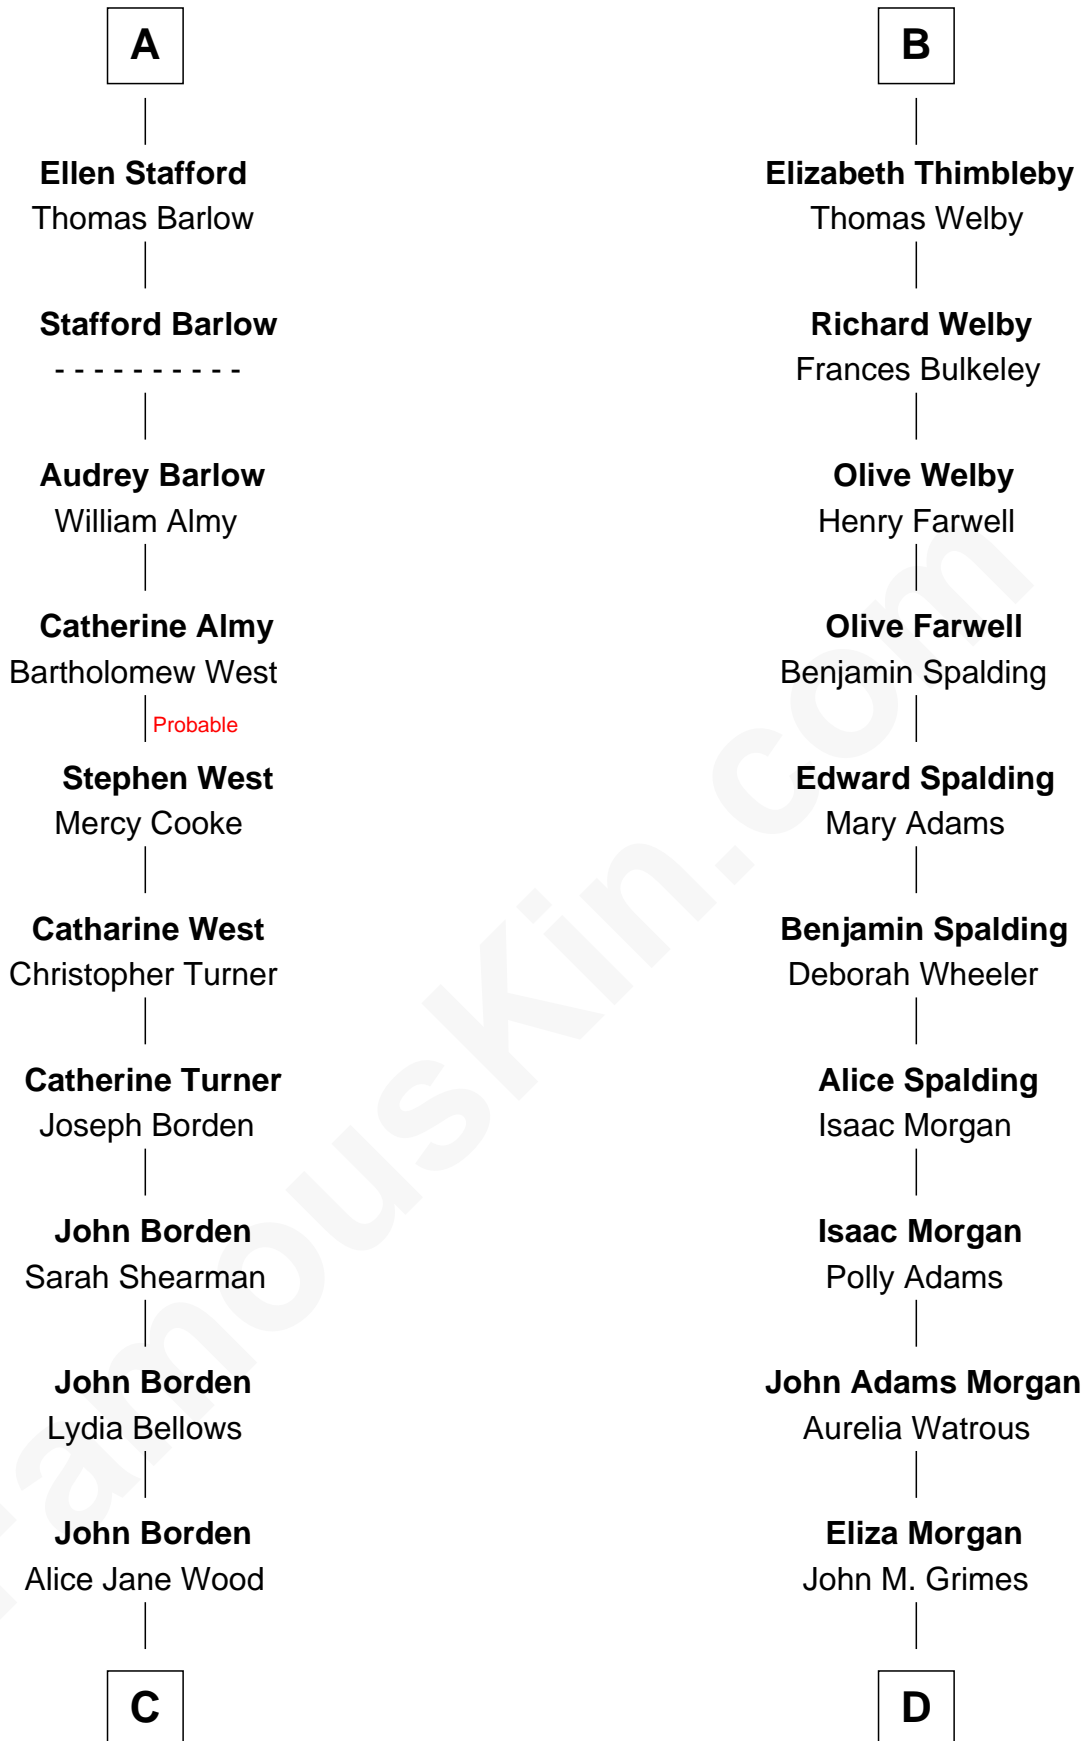 A
Ellen Stafford
Thomas Barlow
Stafford Barlow
- - - - - - - - - -
Audrey Barlow
William Almy
Catherine Almy
Bartholomew West
Probable
Stephen West
Mercy Cooke
Catharine West
Christopher Turner
Catherine Turner
Joseph Borden
John Borden
Sarah Shearman
John Borden
Lydia Bellows
John Borden
Alice Jane Wood
C
B
Elizabeth Thimbleby
Thomas Welby
Richard Welby
Frances Bulkeley
Olive Welby
Henry Farwell
Olive Farwell
Benjamin Spalding
Edward Spalding
Mary Adams
Benjamin Spalding
Deborah Wheeler
Alice Spalding
Isaac Morgan
Isaac Morgan
Polly Adams
John Adams Morgan
Aurelia Watrous
Eliza Morgan
John M. Grimes
D
FamousKin.com